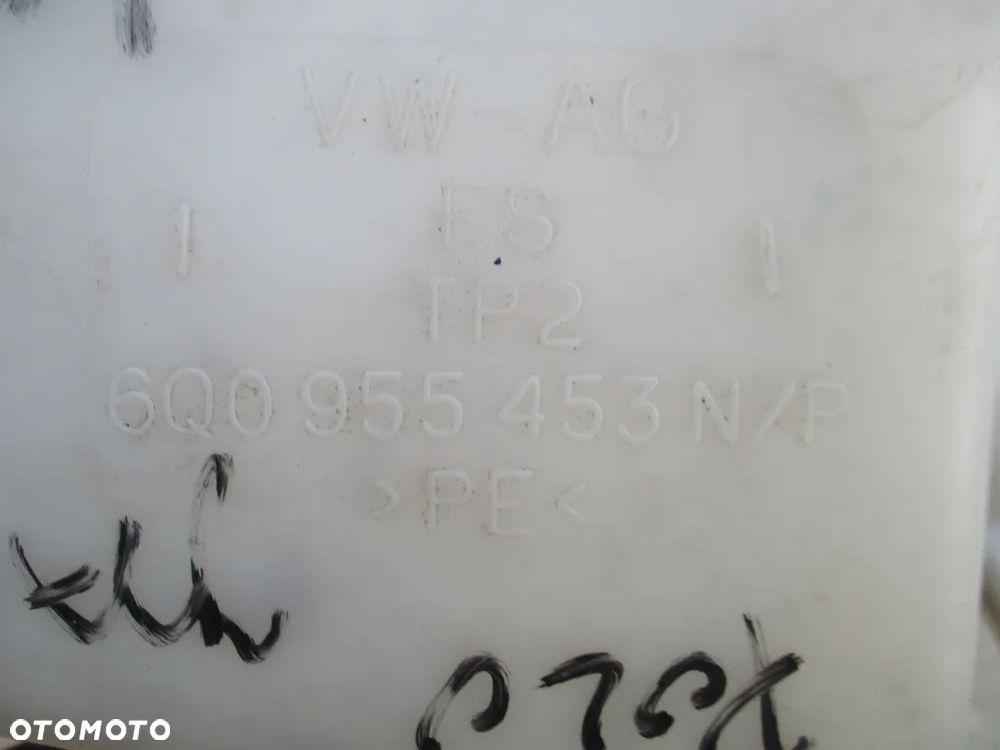 VW-AG
FS
TP2
6Q0 955 453 N/P
>PE<
OTOMOTO